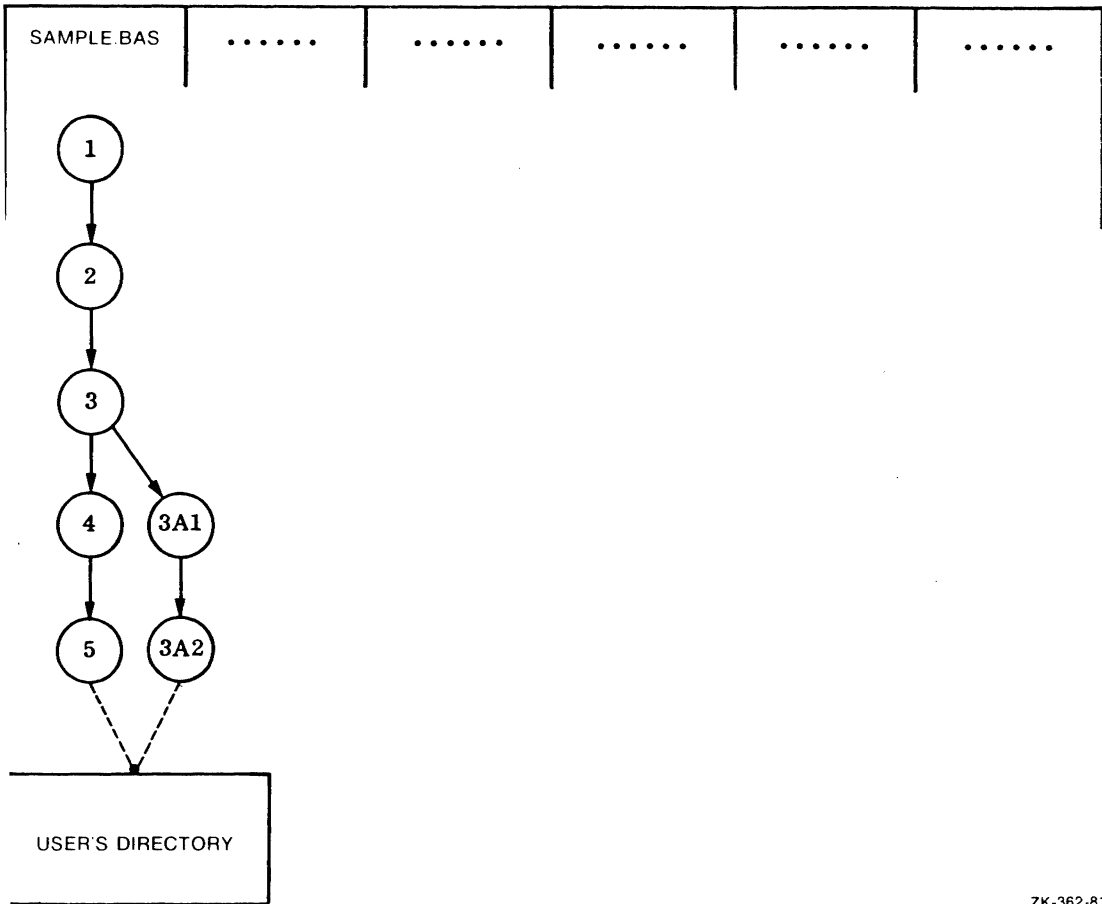 SAMPLE.BAS ...... ...... ...... ...... ......
1
2
3
4 3A1
5 3A2
USER'S DIRECTORY